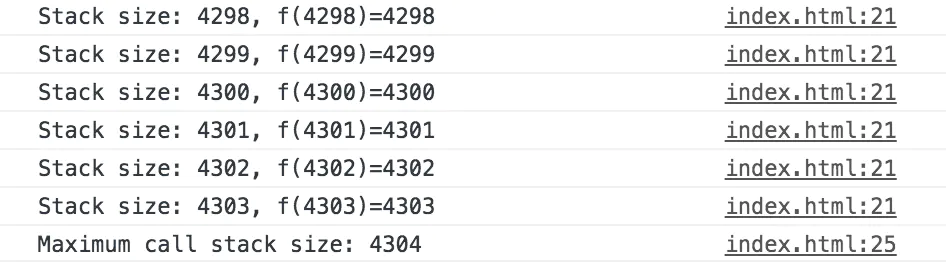 Stack size: 4298, f(4298)=4298 index.html:21
Stack size: 4299, f(4299)=4299 index.html:21
Stack size: 4300, f(4300)=4300 index.html:21
Stack size: 4301, f(4301)=4301 index.html:21
Stack size: 4302, f(4302)=4302 index.html:21
Stack size: 4303, f(4303)=4303 index.html:21
Maximum call stack size: 4304 index.html:25